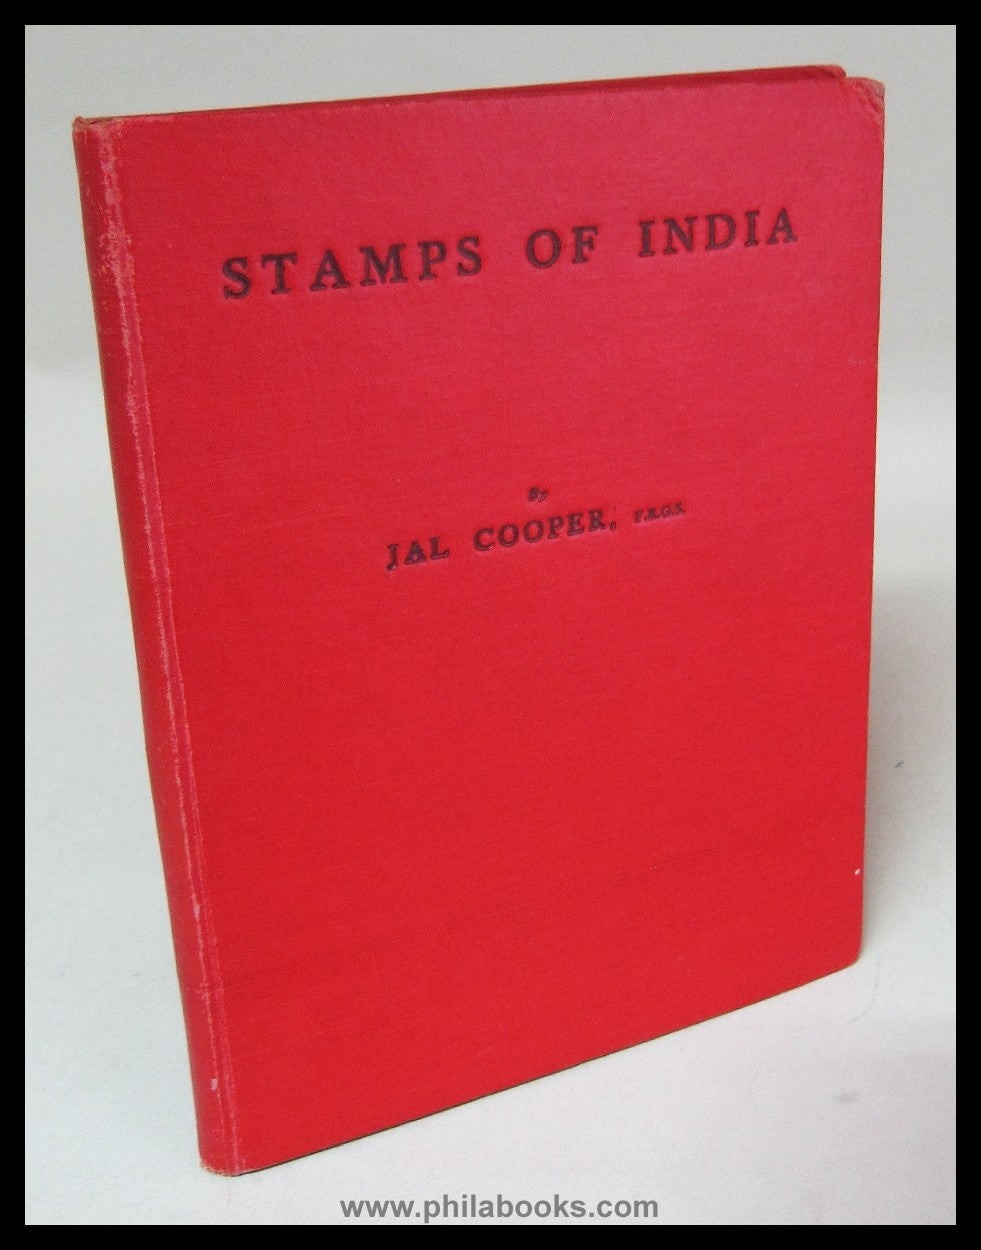 STAMPS OF INDIA
By
JAL COOPER, F.R.G.S.
www.philabooks.com